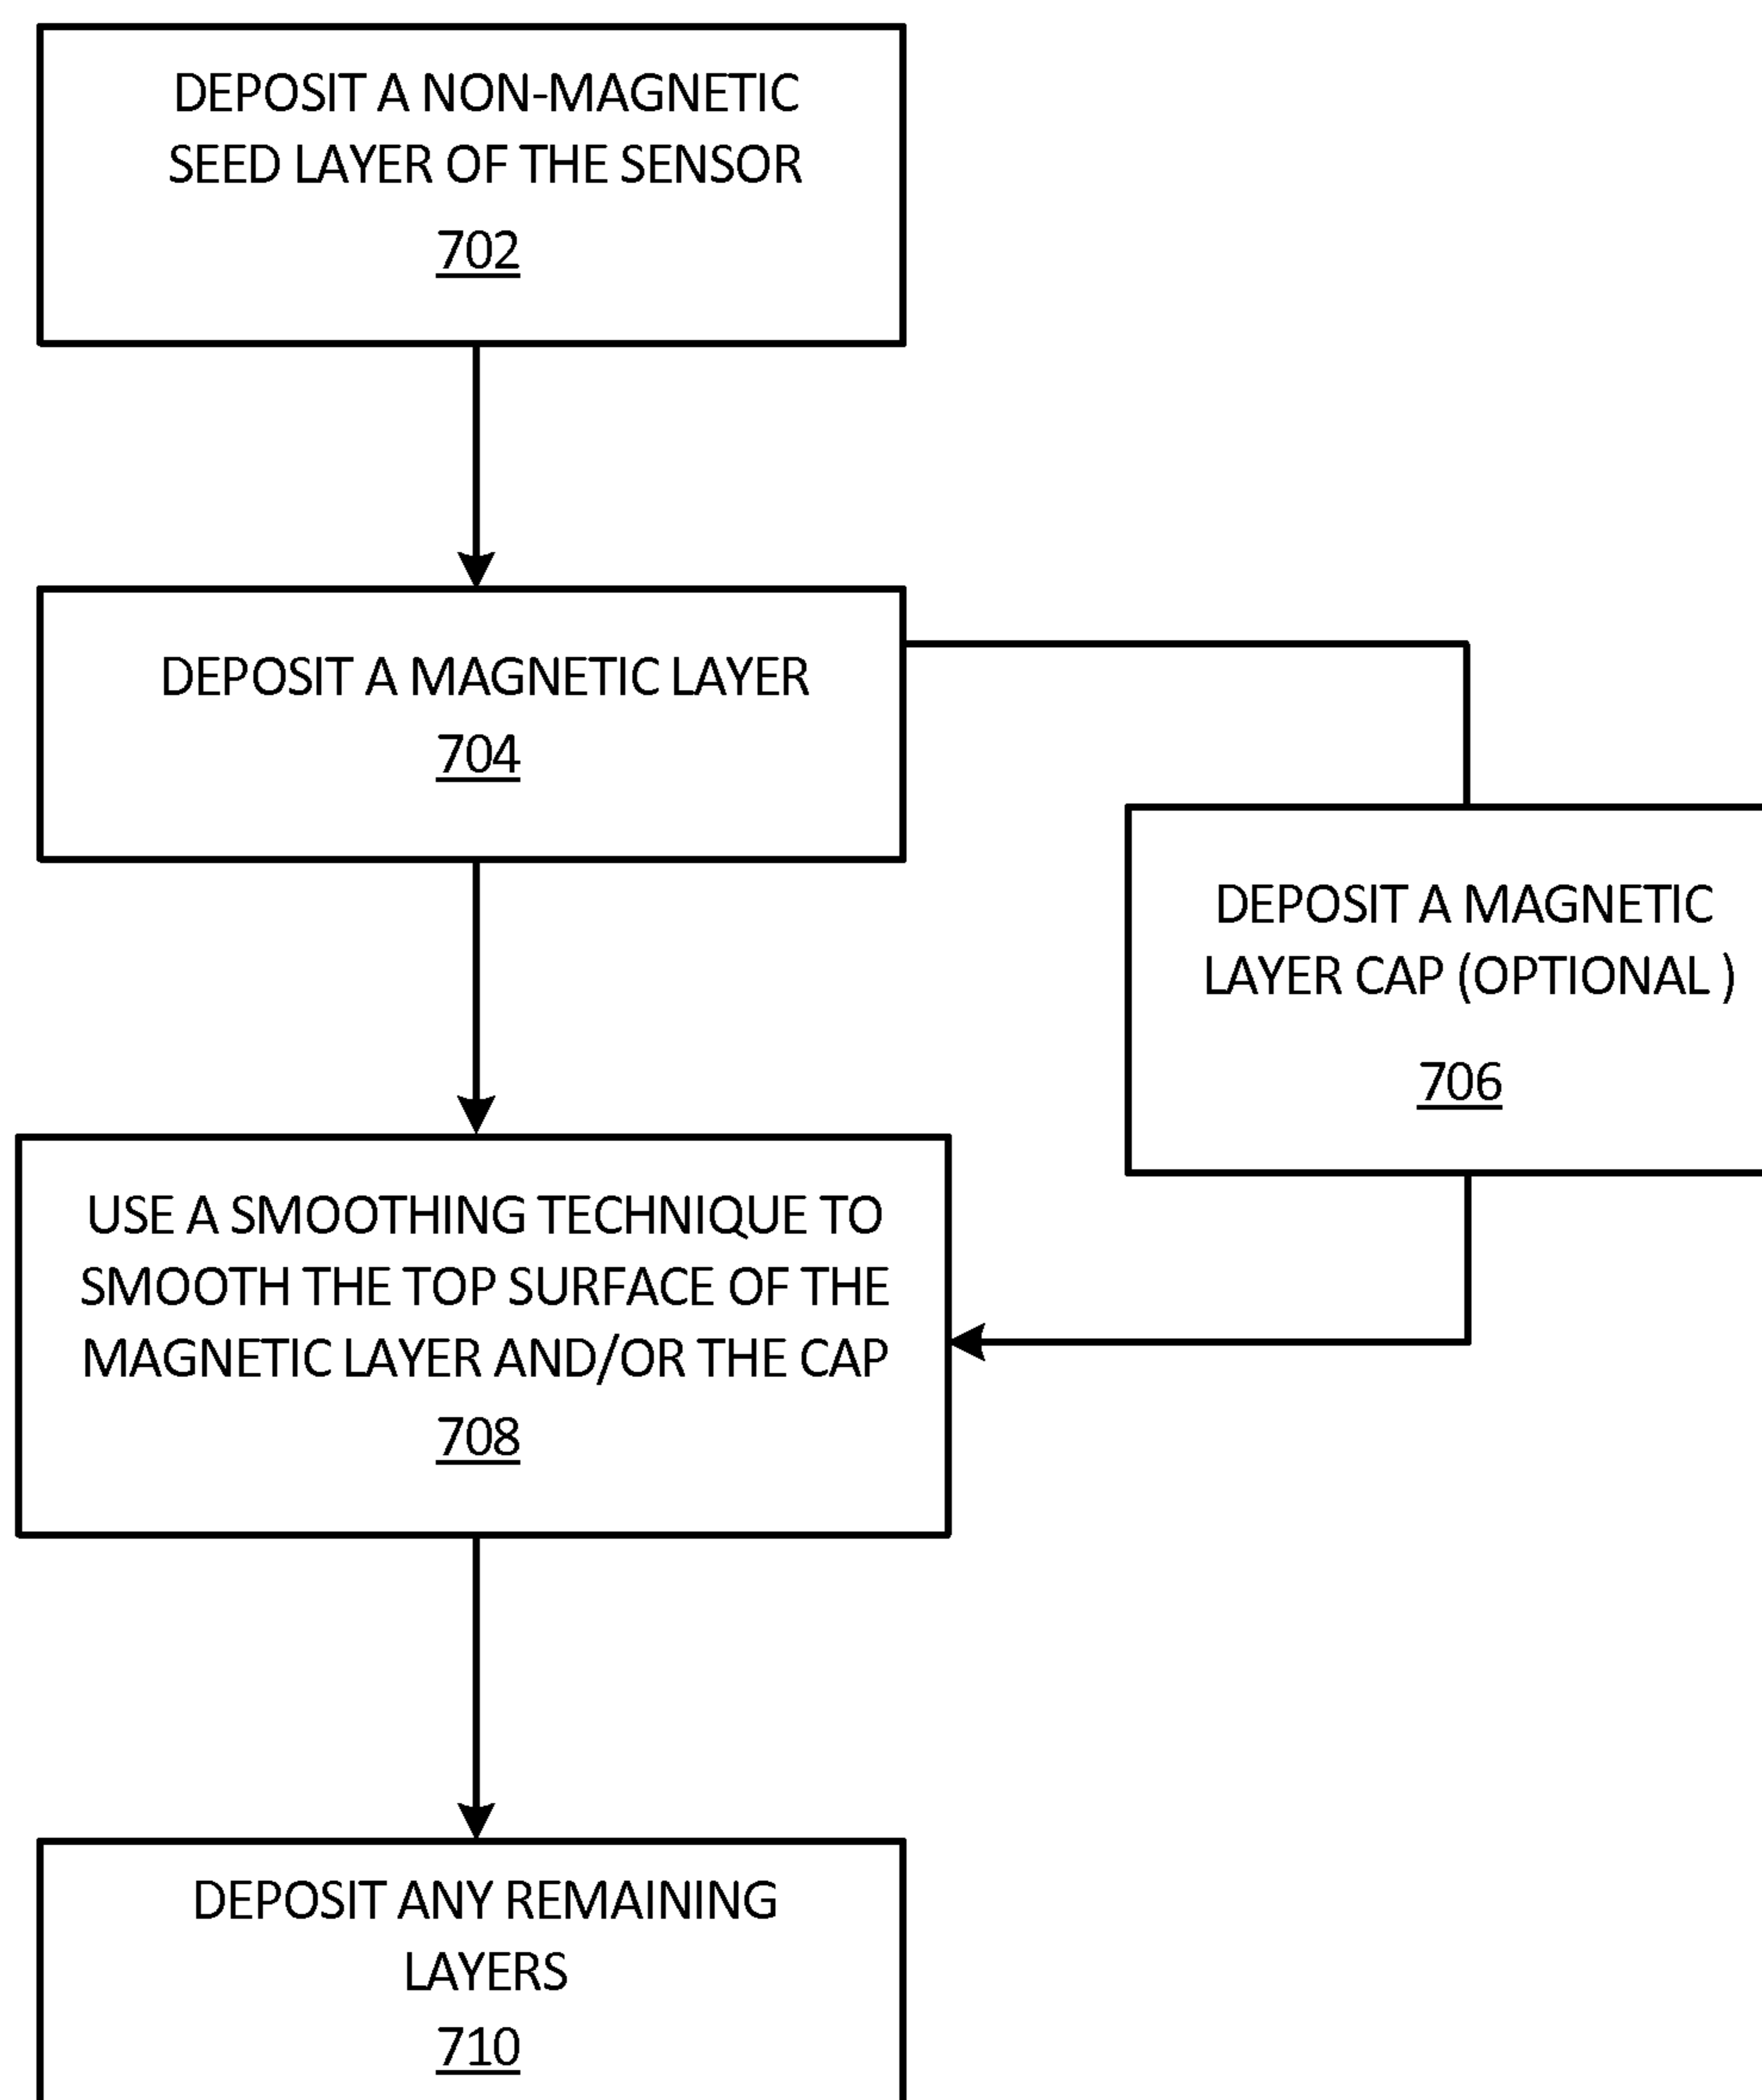 DEPOSIT A NON-MAGNETIC
SEED LAYER OF THE SENSOR
702
DEPOSIT A MAGNETIC LAYER
704
DEPOSIT A MAGNETIC
LAYER CAP (OPTIONAL )
706
USE A SMOOTHING TECHNIQUE TO
SMOOTH THE TOP SURFACE OF THE
MAGNETIC LAYER AND/OR THE CAP
708
DEPOSIT ANY REMAINING
LAYERS
710